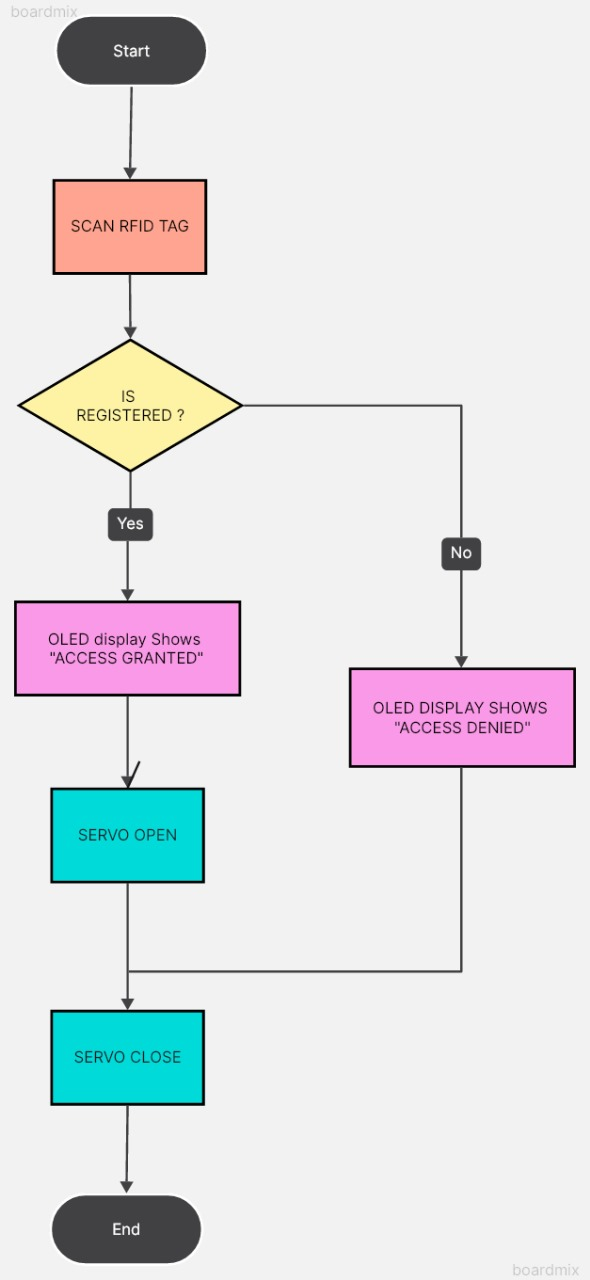 boardmix
Start
SCAN RFID TAG
IS
REGISTERED ?
Yes
No
OLED display Shows
"ACCESS GRANTED"
OLED DISPLAY SHOWS
"ACCESS DENIED"
SERVO OPEN
SERVO CLOSE
End
boardmix